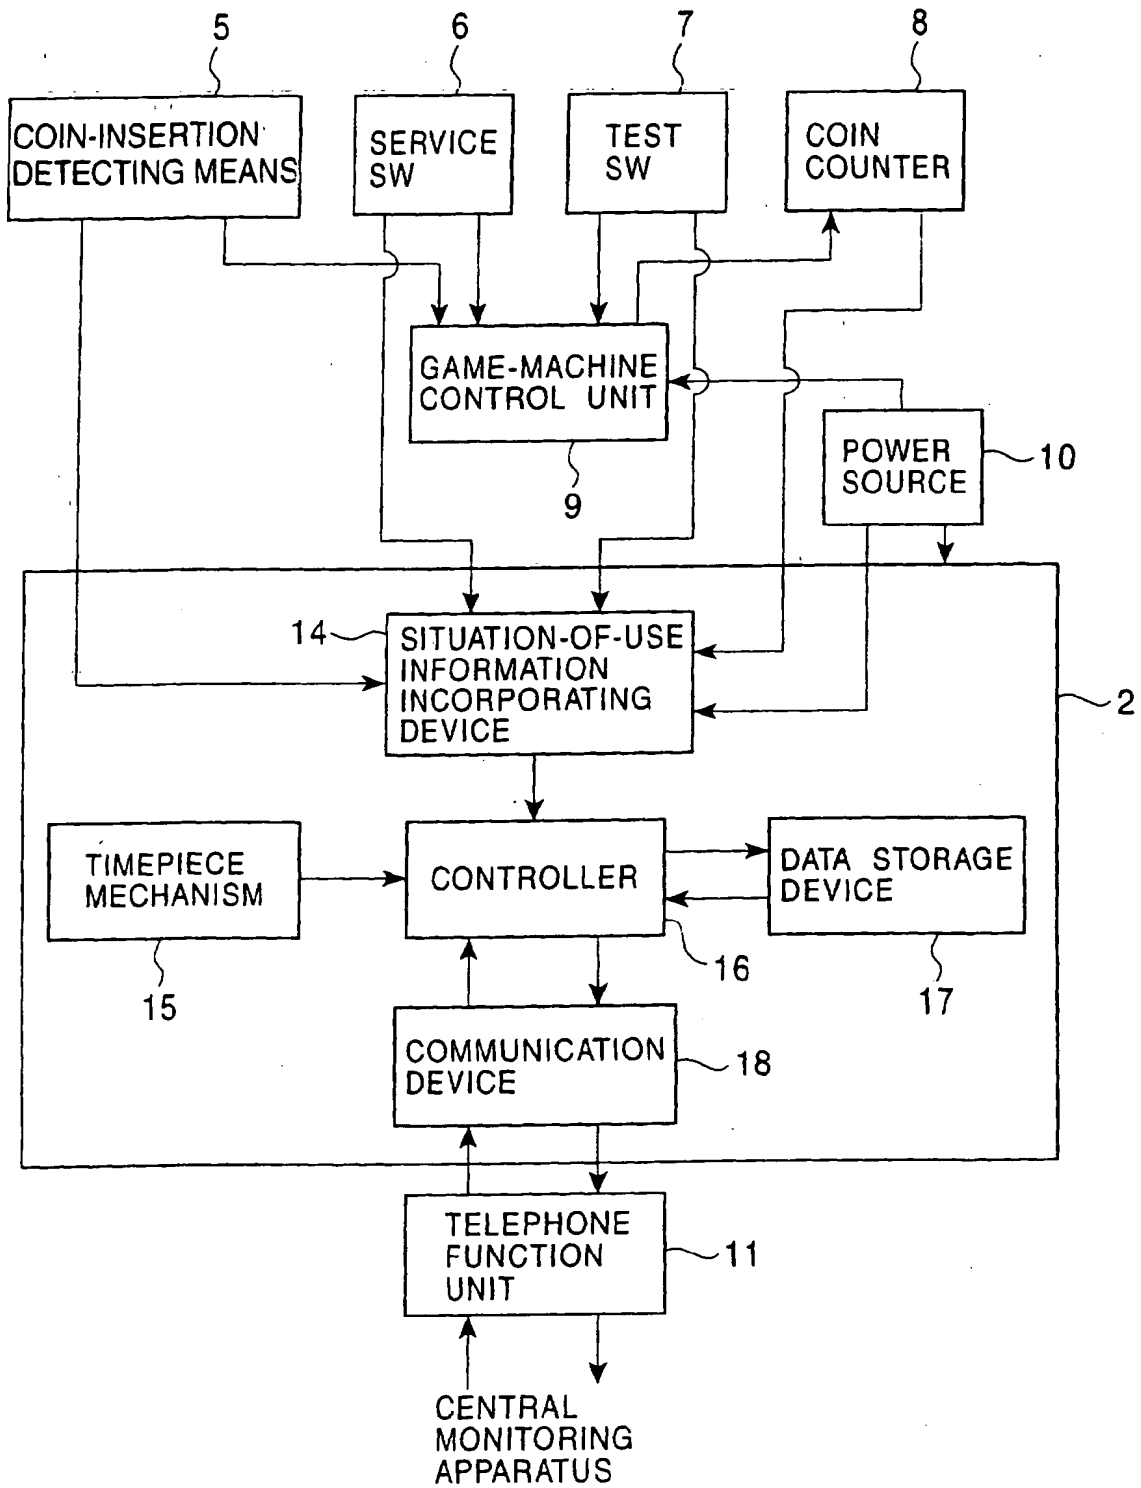 5
6
7
8
COIN-INSERTION
DETECTING MEANS
SERVICE
SW
TEST
SW
COIN
COUNTER
GAME-MACHINE
CONTROL UNIT
9
POWER
SOURCE
10
14
SITUATION-OF-USE
INFORMATION
INCORPORATING
DEVICE
2
TIMEPIECE
MECHANISM
15
CONTROLLER
16
DATA STORAGE
DEVICE
17
COMMUNICATION
DEVICE
18
TELEPHONE
FUNCTION
UNIT
11
CENTRAL
MONITORING
APPARATUS